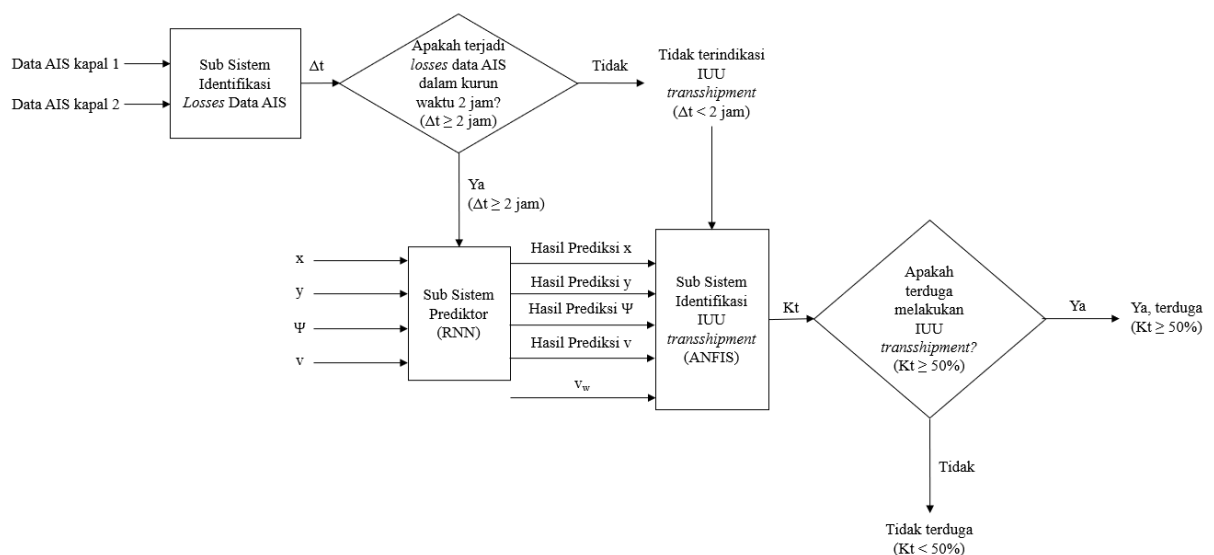 Data AIS kapal 1
Data AIS kapal 2
Sub Sistem
Identifikasi
Losses Data AIS
Δt
Apakah terjadi
losses data AIS
dalam kurun
waktu 2 jam?
(Δt ≥ 2 jam)
Tidak
Tidak terindikasi
IUU
transshipment
(Δt < 2 jam)
Ya
(Δt ≥ 2 jam)
x
y
Ψ
v
Sub Sistem
Prediktor
(RNN)
Hasil Prediksi x
Hasil Prediksi y
Hasil Prediksi Ψ
Hasil Prediksi v
v_w
Sub Sistem
Identifikasi
IUU
transshipment
(ANFIS)
Kt
Apakah
terduga
melakukan
IUU
transshipment?
(Kt ≥ 50%)
Ya
Ya, terduga
(Kt ≥ 50%)
Tidak
Tidak terduga
(Kt < 50%)